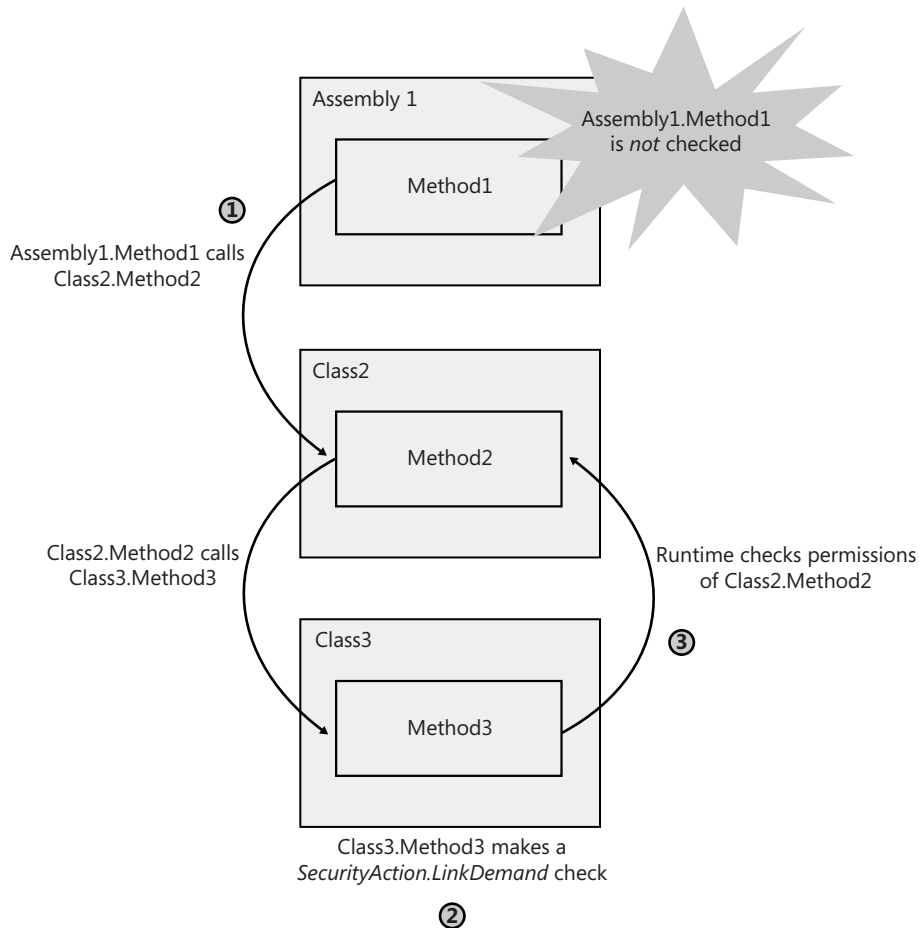 Assembly 1
Assembly1.Method1
is not checked
Method1
1
Assembly1.Method1 calls
Class2.Method2
Class2
Method2
Class2.Method2 calls
Class3.Method3
Runtime checks permissions
of Class2.Method2
3
Class3
Method3
Class3.Method3 makes a
SecurityAction.LinkDemand check
2